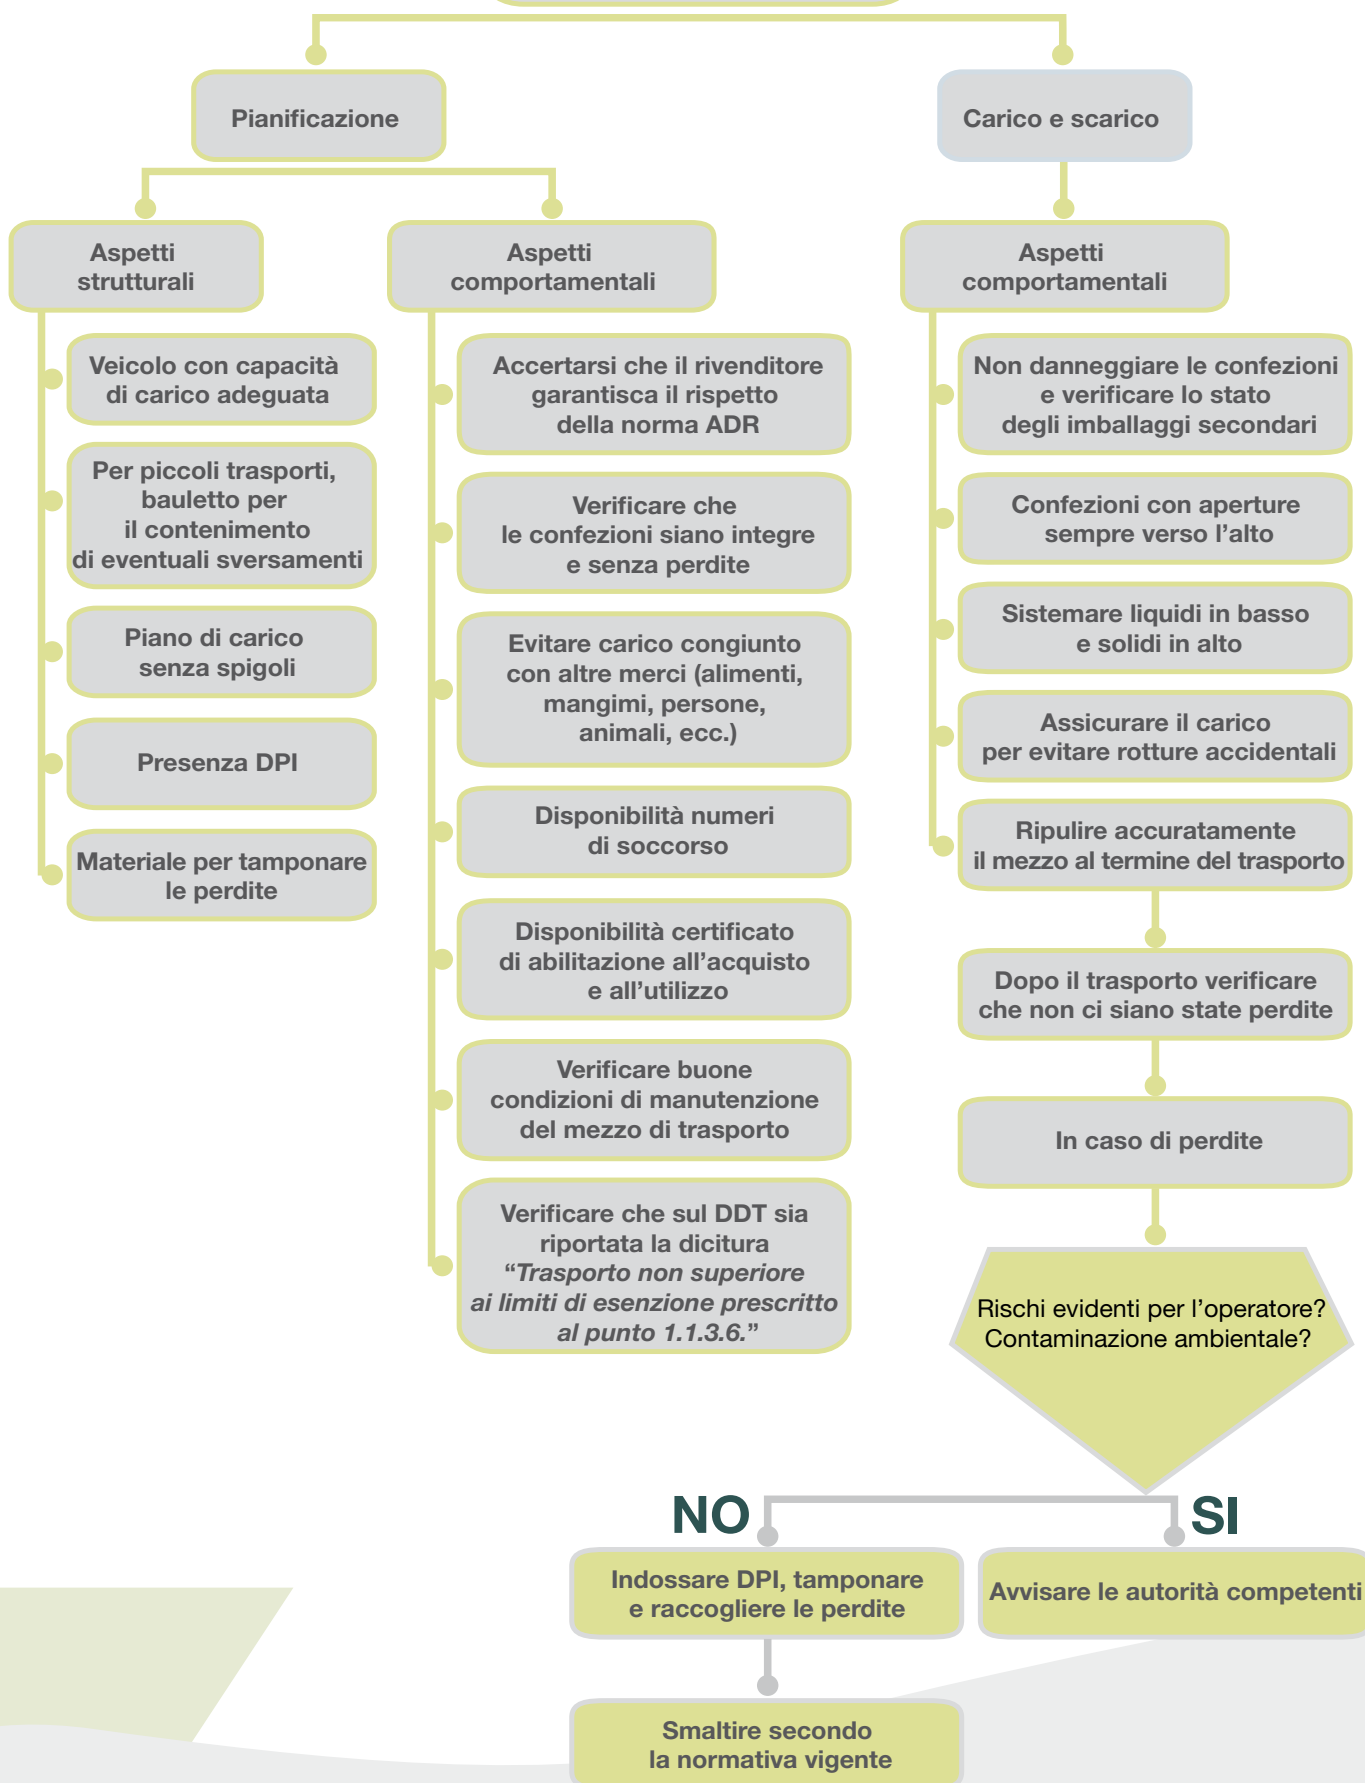 Pianificazione
Aspetti
strutturali
Veicolo con capacità
di carico adeguata
Per piccoli trasporti,
bauletto per
il contenimento
di eventuali sversamenti
Piano di carico
senza spigoli
Presenza DPI
Materiale per tamponare
le perdite
Aspetti
comportamentali
Accertarsi che il rivenditore
garantisca il rispetto
della norma ADR
Verificare che
le confezioni siano integre
e senza perdite
Evitare carico congiunto
con altre merci (alimenti,
mangimi, persone,
animali, ecc.)
Disponibilità numeri
di soccorso
Disponibilità certificato
di abilitazione all’acquisto
e all’utilizzo
Verificare buone
condizioni di manutenzione
del mezzo di trasporto
Verificare che sul DDT sia
riportata la dicitura
“Trasporto non superiore
ai limiti di esenzione prescritto
al punto 1.1.3.6.”
Carico e scarico
Aspetti
comportamentali
Non danneggiare le confezioni
e verificare lo stato
degli imballaggi secondari
Confezioni con aperture
sempre verso l’alto
Sistemare liquidi in basso
e solidi in alto
Assicurare il carico
per evitare rotture accidentali
Ripulire accuratamente
il mezzo al termine del trasporto
Dopo il trasporto verificare
che non ci siano state perdite
In caso di perdite
Rischi evidenti per l’operatore?
Contaminazione ambientale?
NO
Indossare DPI, tamponare
e raccogliere le perdite
Smaltire secondo
la normativa vigente
SI
Avvisare le autorità competenti